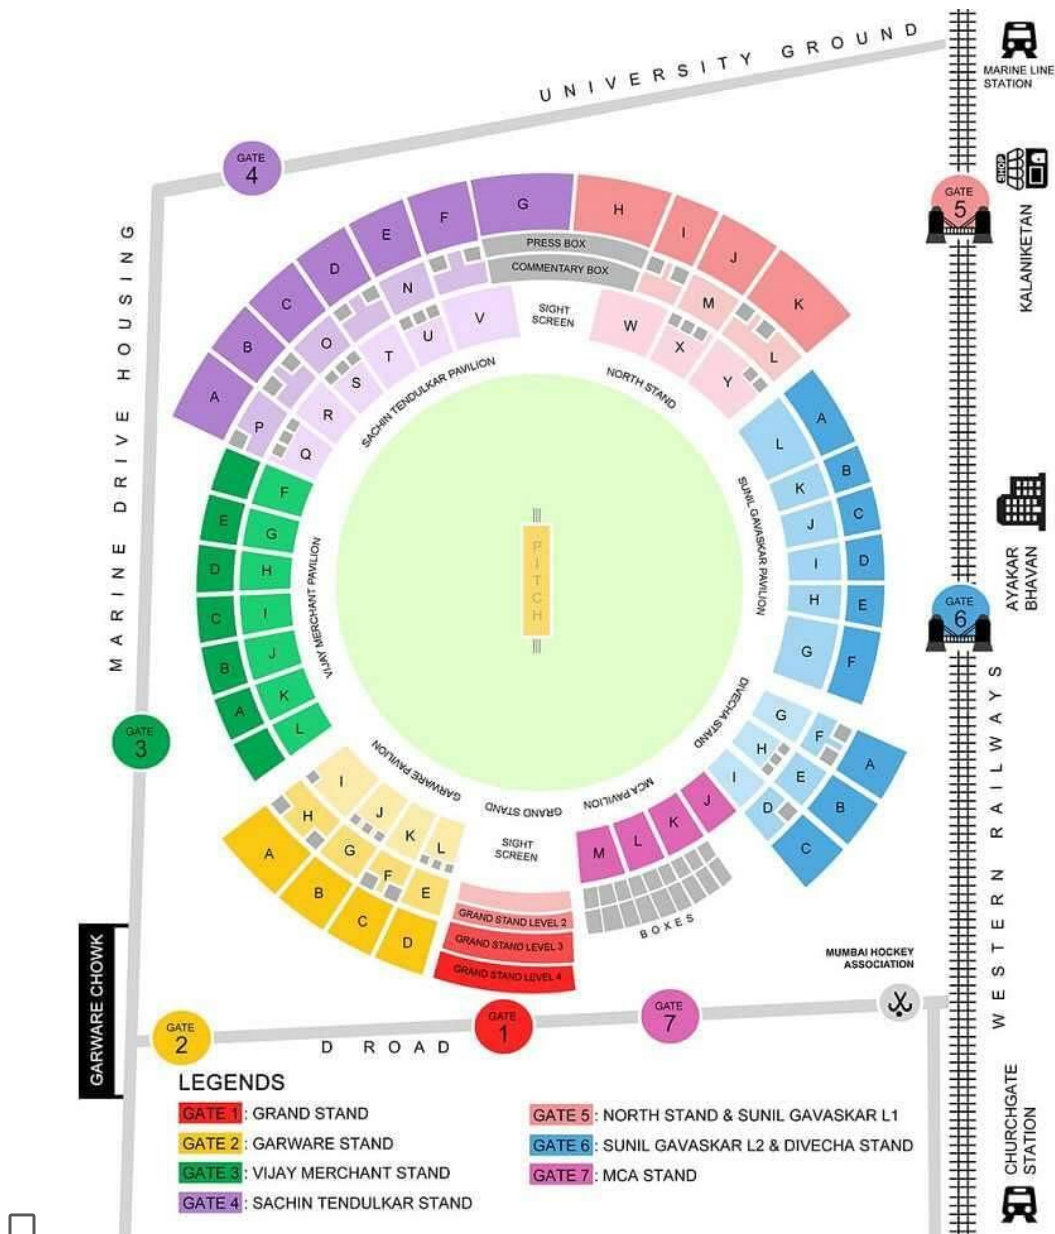 UNIVERSITY GROUND
MARINE LINE
STATION
GATE
4
SHOP
GATE
5
KALANIKETAN
MARINE DRIVE HOUSING
G
H
F
I
E
J
D
K
C
B
A
PRESS BOX
COMMENTARY BOX
N
O
P
M
L
SIGHT
SCREEN
V
U
T
S
R
Q
W
X
Y
SACHIN TENDULKAR PAVILION
NORTH STAND
A
B
C
D
E
F
L
K
J
I
H
G
SUNIL GAVASKAR PAVILION
E
D
C
B
A
F
G
H
I
J
K
L
VIJAY MERCHANT PAVILION
PITCH
AYAKAR
BHAVAN
GATE
6
GATE
3
DIVECHA STAND
G
F
A
H
E
B
I
D
C
GARWARE PAVILION
GRAND STAND
MCA PAVILION
I
J
K
L
H
G
F
E
A
B
C
D
SIGHT
SCREEN
M
L
K
J
BOXES
GRAND STAND LEVEL 2
GRAND STAND LEVEL 3
GRAND STAND LEVEL 4
WESTERN RAILWAYS
MUMBAI HOCKEY
ASSOCIATION
GARWARE CHOWK
GATE
2
D ROAD
GATE
1
GATE
7
CHURCHGATE
STATION
LEGENDS
GATE 1 : GRAND STAND
GATE 2 : GARWARE STAND
GATE 3 : VIJAY MERCHANT STAND
GATE 4 : SACHIN TENDULKAR STAND
GATE 5 : NORTH STAND & SUNIL GAVASKAR L1
GATE 6 : SUNIL GAVASKAR L2 & DIVECHA STAND
GATE 7 : MCA STAND